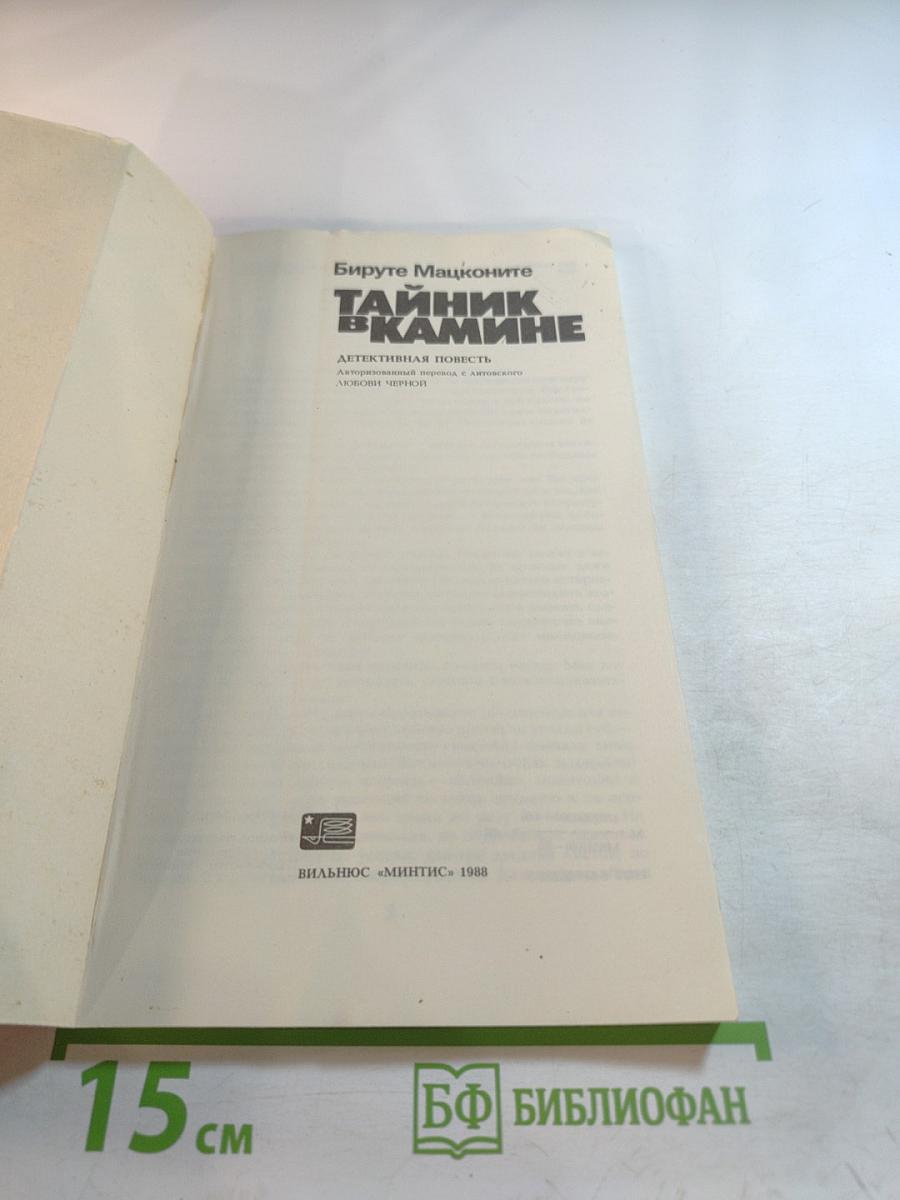 Бируте Мацконите
ТАЙНИК
В КАМИНЕ
ДЕТЕКТИВНАЯ ПОВЕСТЬ
Авторизованный перевод с литовского
ЛЮБОВИ ЧЕРНОЙ
ВИЛЬНЮС «МИНТИС» 1988
15 см
БФ БИБЛИОФАН